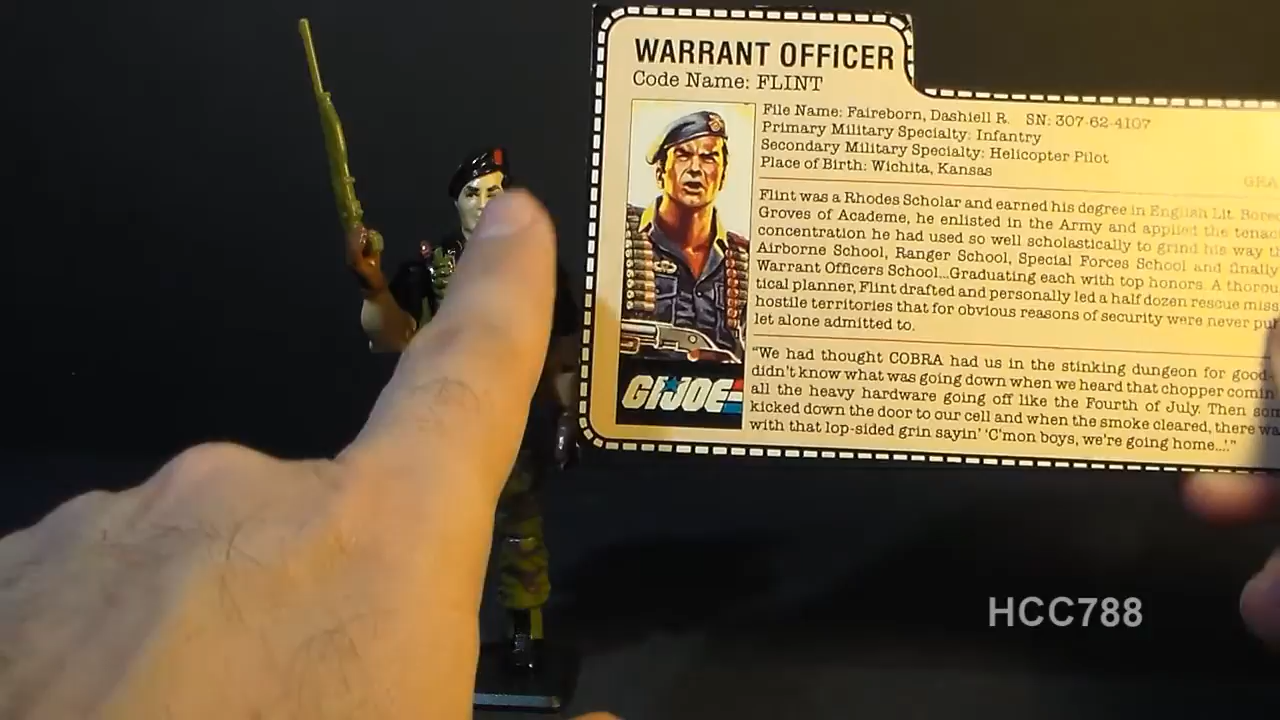 WARRANT OFFICER
Code Name: FLINT
File Name: Faireborn, Dashiell R. SN: 307-62-4107
Primary Military Specialty: Infantry
Secondary Military Specialty: Helicopter Pilot
Place of Birth: Wichita, Kansas
GRA
Flint was a Rhodes Scholar and earned his degree in English Lit. Bored
Groves of Academe, he enlisted in the Army and applied the tenac
concentration he had used so well scholastically to grind his way th
Airborne School, Ranger School, Special Forces School and finally
Warrant Officers School...Graduating each with top honors. A thorou
tical planner, Flint drafted and personally led a half dozen rescue miss
hostile territories that for obvious reasons of security were never pu
let alone admitted to.
"We had thought COBRA had us in the stinking dungeon for good-
didn't know what was going down when we heard that chopper comin
all the heavy hardware going off like the Fourth of July. Then som
kicked down the door to our cell and when the smoke cleared, there wa
with that lop-sided grin sayin' 'C'mon boys, we're going home...'"
GI JOE
HCC788